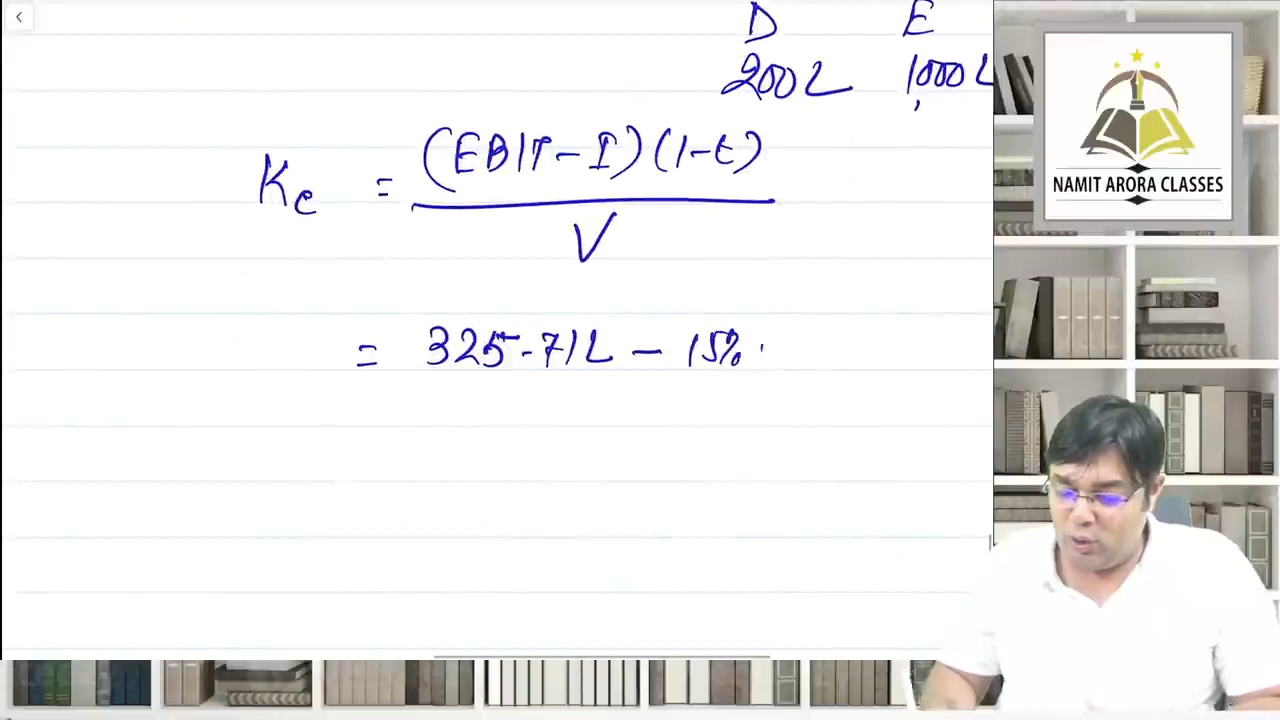 D E
200L 1000L
Ke = (EBIT - I) (1-t)
V
= 325.71L - 15%.
NAMIT ARORA CLASSES